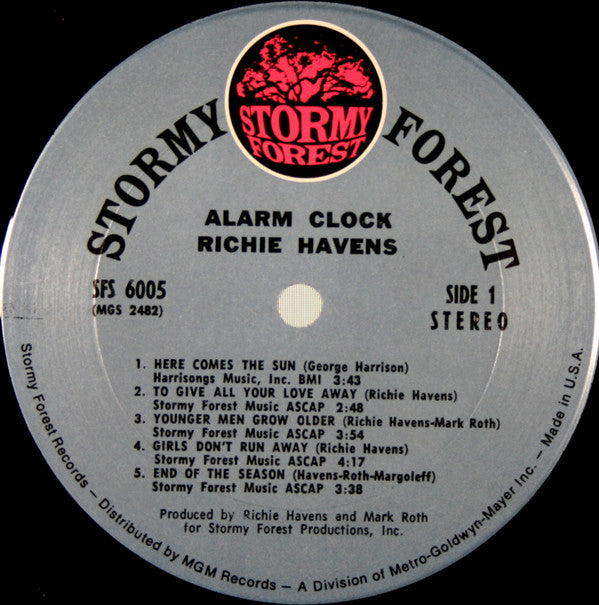 STORMY FOREST
STORMY
FOREST
ALARM CLOCK
RICHIE HAVENS
SFS 6005
(MGS 2482)
SIDE 1
STEREO
1. HERE COMES THE SUN (George Harrison)
Harrisongs Music, Inc. BMI 3:43
2. TO GIVE ALL YOUR LOVE AWAY (Richie Havens)
Stormy Forest Music ASCAP 2:48
3. YOUNGER MEN GROW OLDER (Richie Havens-Mark Roth)
Stormy Forest Music ASCAP 3:54
4. GIRLS DON'T RUN AWAY (Richie Havens)
Stormy Forest Music ASCAP 4:17
5. END OF THE SEASON (Havens-Roth-Margoleff)
Stormy Forest Music ASCAP 3:38
Produced by Richie Havens and Mark Roth
for Stormy Forest Productions, Inc.
Stormy Forest Records – Distributed by MGM Records – A Division of Metro-Goldwyn-Mayer Inc. – Made in U.S.A.